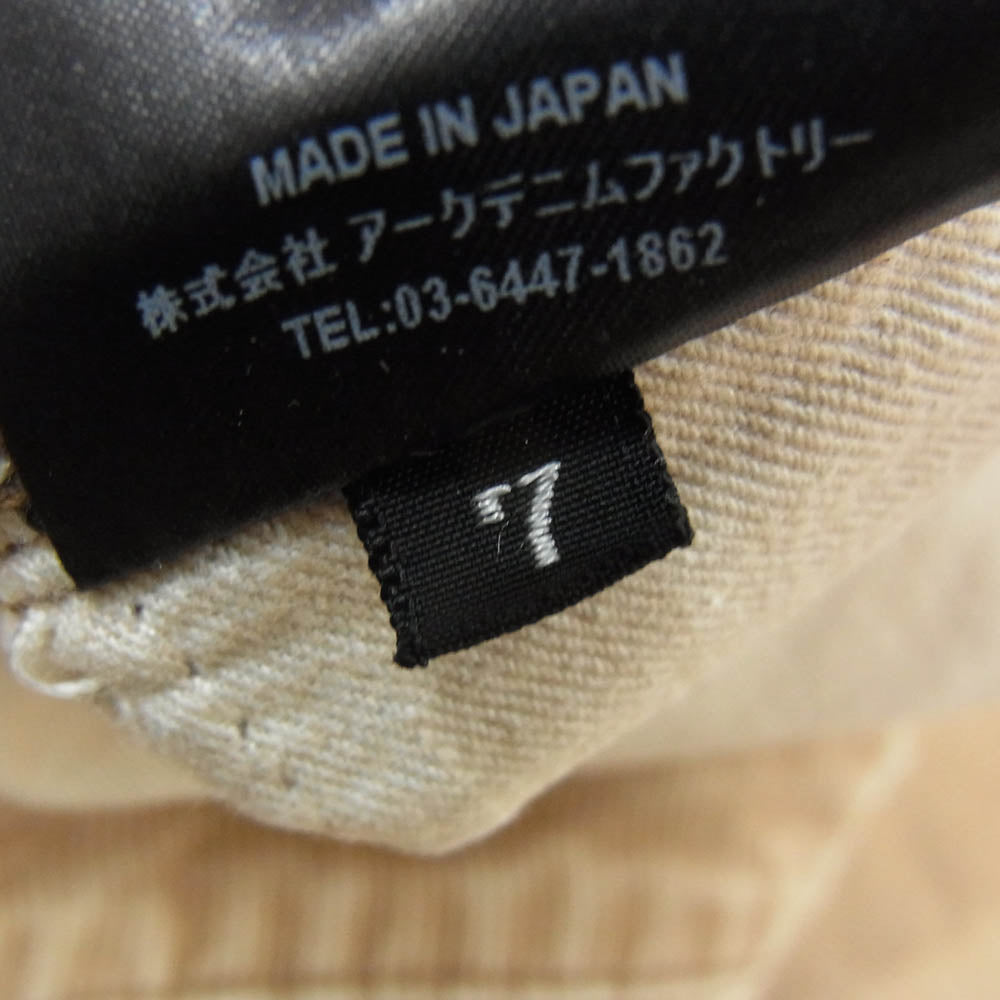 MADE IN JAPAN
株式会社 アークデニムファクトリー
TEL:03-6447-1862
7